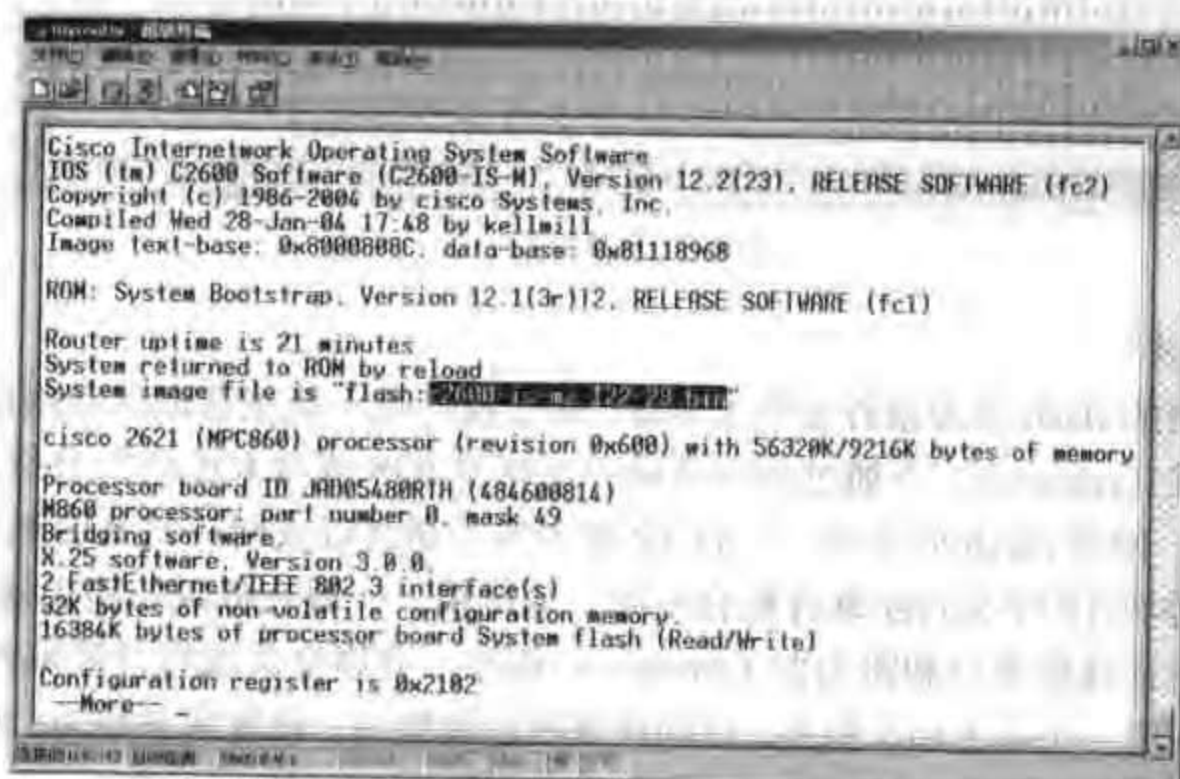 Cisco Internetwork Operating System Software
IOS (tm) C2600 Software (C2600-IS-M), Version 12.2(23), RELEASE SOFTWARE (fc2)
Copyright (c) 1986-2004 by cisco Systems, Inc.
Compiled Wed 28-Jan-04 17:48 by kellmill
Image text-base: 0x8000808C, data-base: 0x81118968
ROM: System Bootstrap, Version 12.1(3r)T2, RELEASE SOFTWARE (fc1)
Router uptime is 21 minutes
System returned to ROM by reload
System image file is "flash:
cisco 2621 (MPC860) processor (revision 0x600) with 56320K/9216K bytes of memory
.
Processor board ID JAD05480RTH (484600814)
M860 processor: part number 0, mask 49
Bridging software.
X.25 software, Version 3.0.0.
2 FastEthernet/IEEE 802.3 interface(s)
32K bytes of non-volatile configuration memory.
16384K bytes of processor board System flash (Read/Write)
Configuration register is 0x2102
--More--